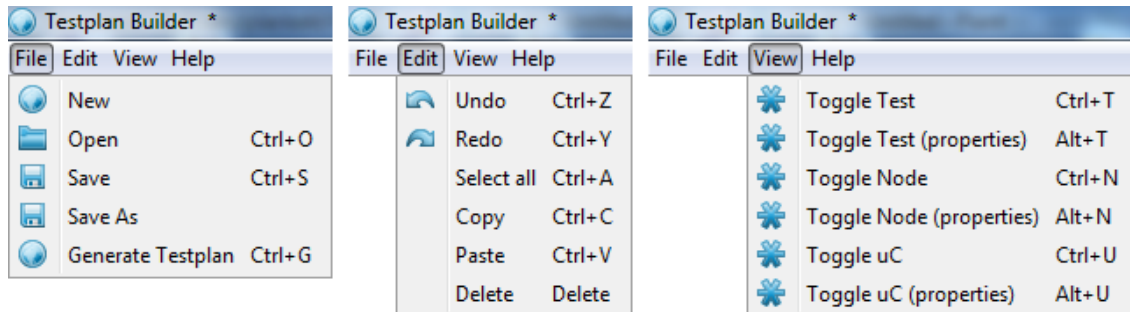 Testplan Builder *
File Edit View Help
New
Open Ctrl+O
Save Ctrl+S
Save As
Generate Testplan Ctrl+G
Testplan Builder *
File Edit View Help
Undo Ctrl+Z
Redo Ctrl+Y
Select all Ctrl+A
Copy Ctrl+C
Paste Ctrl+V
Delete Delete
Testplan Builder *
File Edit View Help
Toggle Test Ctrl+T
Toggle Test (properties) Alt+T
Toggle Node Ctrl+N
Toggle Node (properties) Alt+N
Toggle uC Ctrl+U
Toggle uC (properties) Alt+U